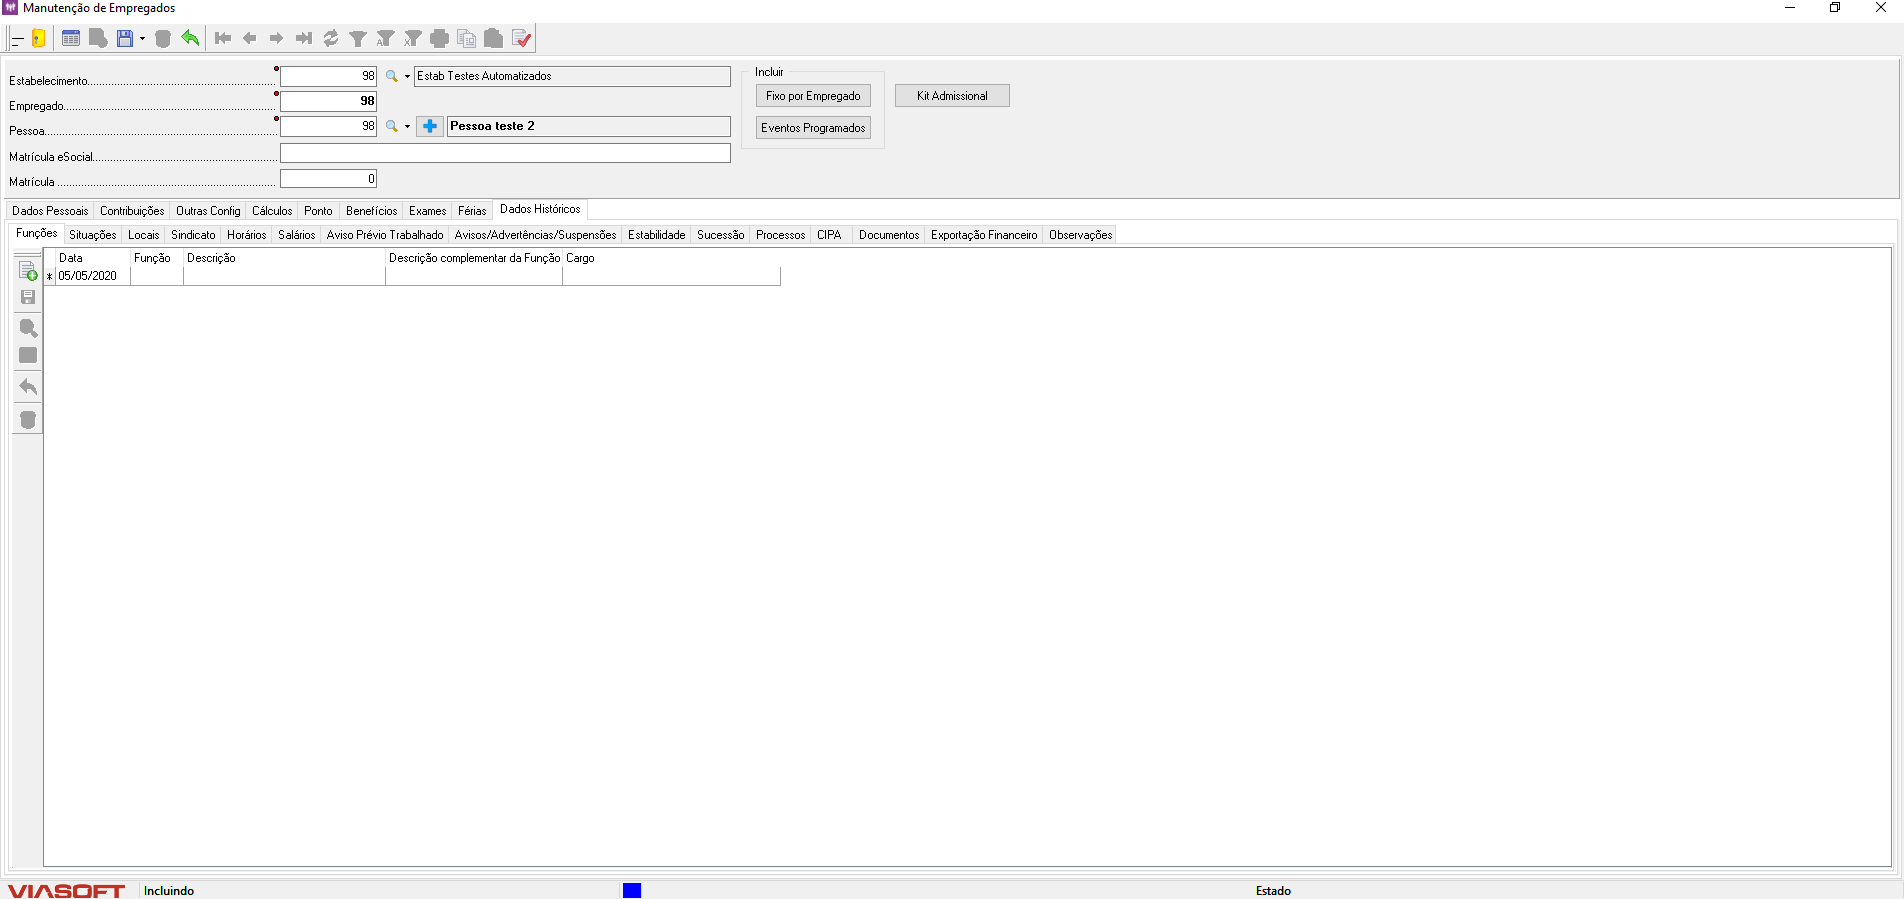 Manutenção de Empregados
Estabelecimento................................................................ 98 Estab Testes Automatizados
Empregado........................................................................ 98
Pessoa............................................................................... 98 Pessoa teste 2
Matrícula eSocial..............................................................
Matrícula .......................................................................... 0
Incluir
Fixo por Empregado
Eventos Programados
Kit Admissional
Dados Pessoais Contribuições Outras Config Cálculos Ponto Benefícios Exames Férias Dados Históricos
Funções Situações Locais Sindicato Horários Salários Aviso Prévio Trabalhado Avisos/Advertências/Suspensões Estabilidade Sucessão Processos CIPA Documentos Exportação Financeiro Observações
Data Função Descrição Descrição complementar da Função Cargo
* 05/05/2020
VIASOFT Incluindo Estado